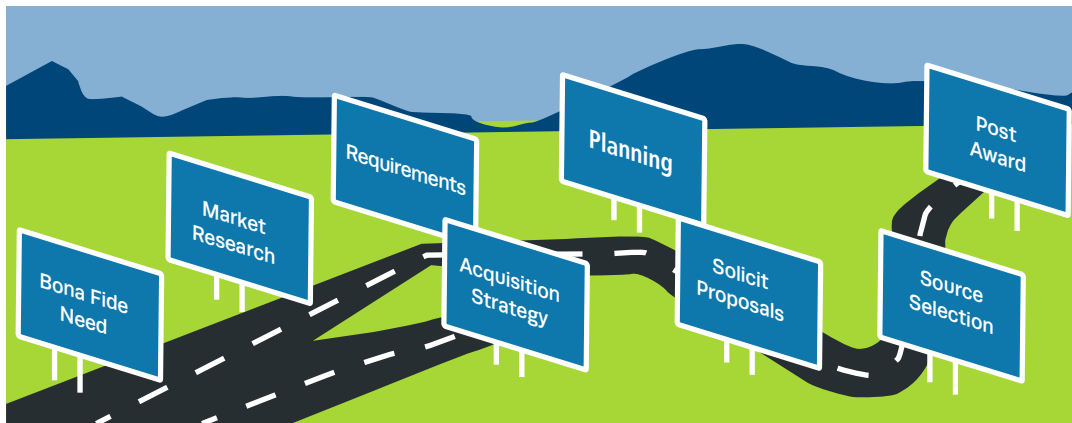 Bona Fide
Need
Market
Research
Requirements
Acquisition
Strategy
Planning
Solicit
Proposals
Source
Selection
Post
Award